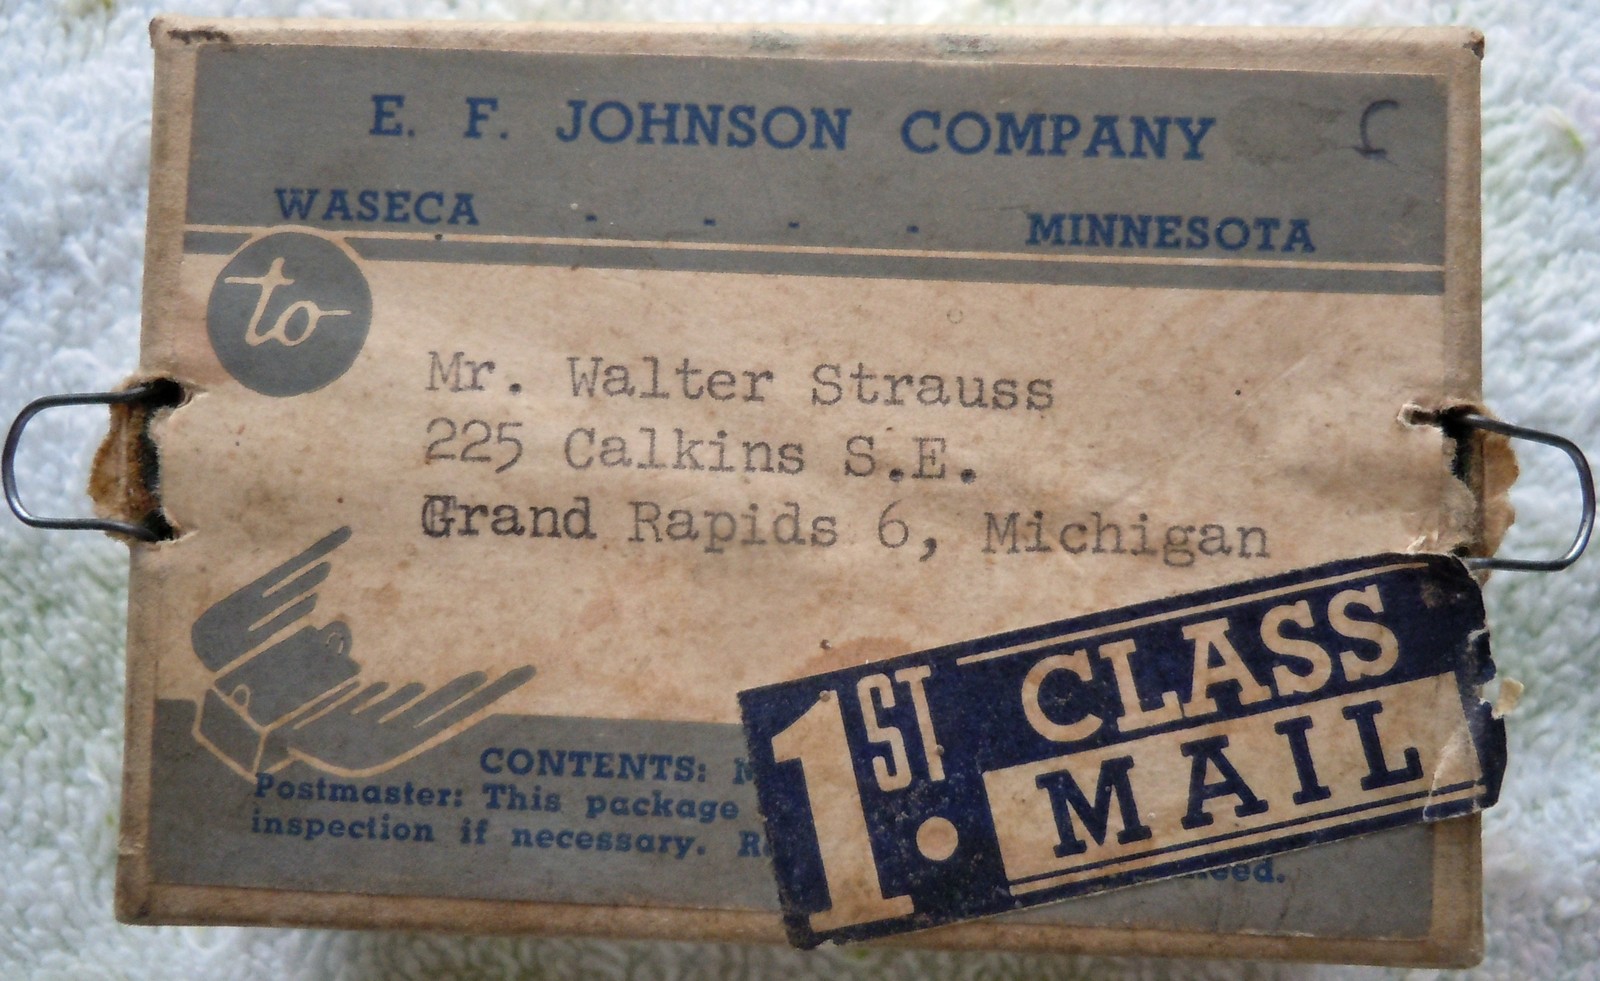 E. F. JOHNSON COMPANY
WASECA - - - - MINNESOTA
to
Mr. Walter Strauss
225 Calkins S.E.
Grand Rapids 6, Michigan
1ST. CLASS
MAIL
CONTENTS:
Postmaster: This package
inspection if necessary.